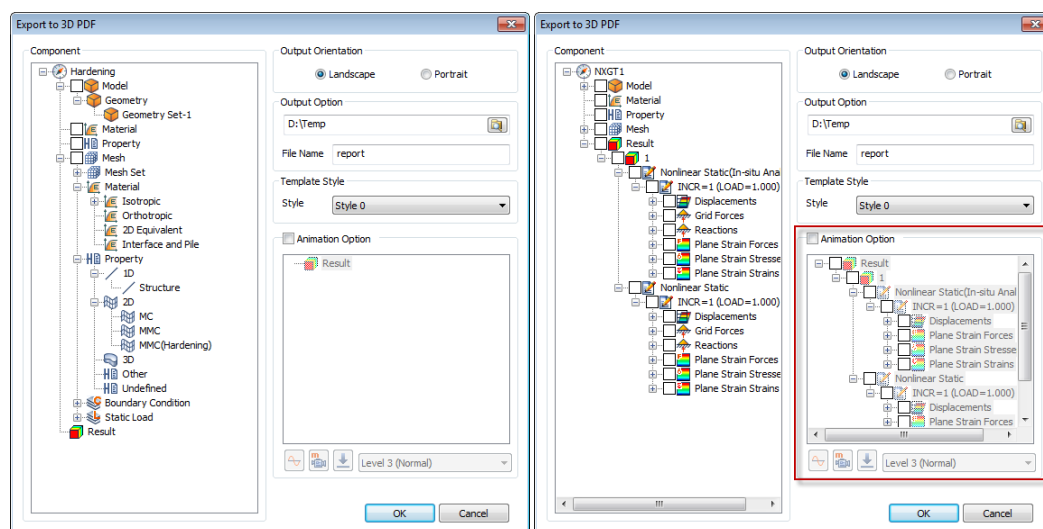 Export to 3D PDF
Component
Hardening
Model
Geometry
Geometry Set-1
Material
Property
Mesh
Mesh Set
Material
Isotropic
Orthotropic
2D Equivalent
Interface and Pile
Property
1D
Structure
2D
MC
MMC
MMC(Hardening)
3D
Other
Undefined
Boundary Condition
Static Load
Result
Output Orientation
Landscape
Portrait
Output Option
D:\Temp
File Name
report
Template Style
Style
Style 0
Animation Option
Result
Level 3 (Normal)
OK
Cancel
Export to 3D PDF
Component
NXGT1
Model
Material
Property
Mesh
Result
1
Nonlinear Static(In-situ Ana
INCR=1 (LOAD=1.000)
Displacements
Grid Forces
Reactions
Plane Strain Forces
Plane Strain Stresse
Plane Strain Strains
Nonlinear Static
INCR=1 (LOAD=1.000)
Displacements
Grid Forces
Reactions
Plane Strain Forces
Plane Strain Stresse
Plane Strain Strains
Output Orientation
Landscape
Portrait
Output Option
D:\Temp
File Name
report
Template Style
Style
Style 0
Animation Option
Result
1
Nonlinear Static(In-situ Anal
INCR=1 (LOAD=1.000)
Displacements
Plane Strain Forces
Plane Strain Stresse
Plane Strain Strains
Nonlinear Static
INCR=1 (LOAD=1.000)
Displacements
Plane Strain Forces
Level 3 (Normal)
OK
Cancel